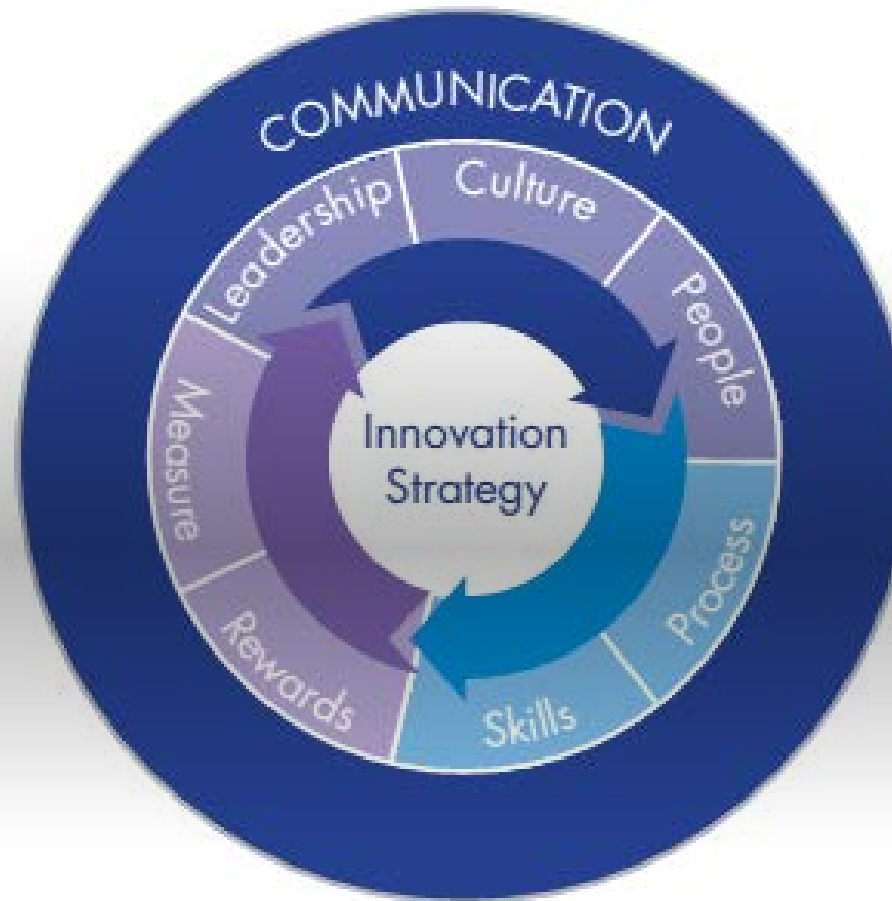 COMMUNICATION
Leadership
Culture
People
Process
Skills
Rewards
Measure
Innovation
Strategy